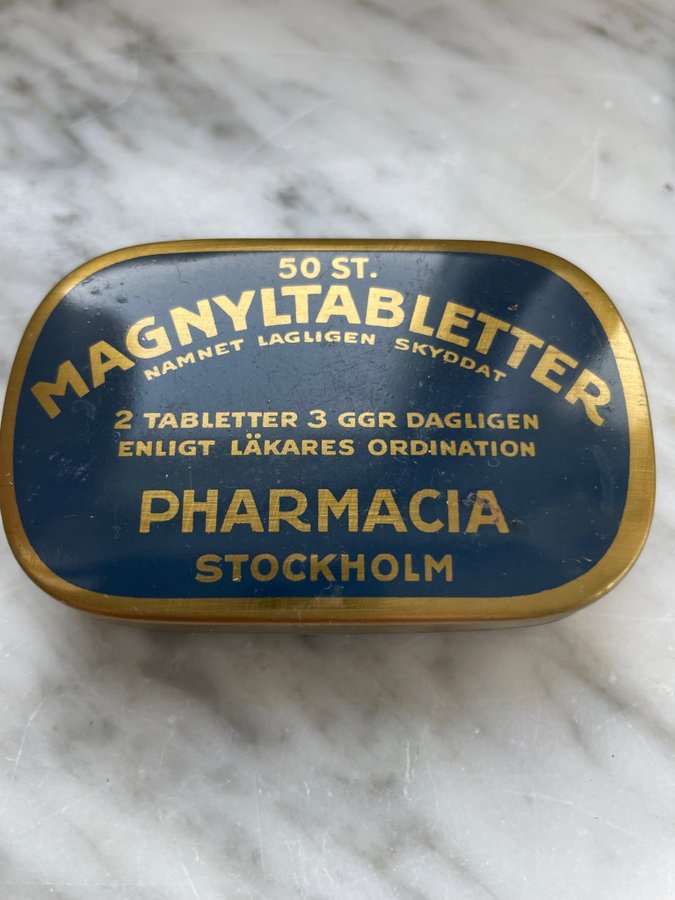 50 ST.
MAGNYLTABLETTER
NAMNET LAGLIGEN SKYDDAT
2 TABLETTER 3 GGR DAGLIGEN
ENLIGT LÄKARES ORDINATION
PHARMACIA
STOCKHOLM